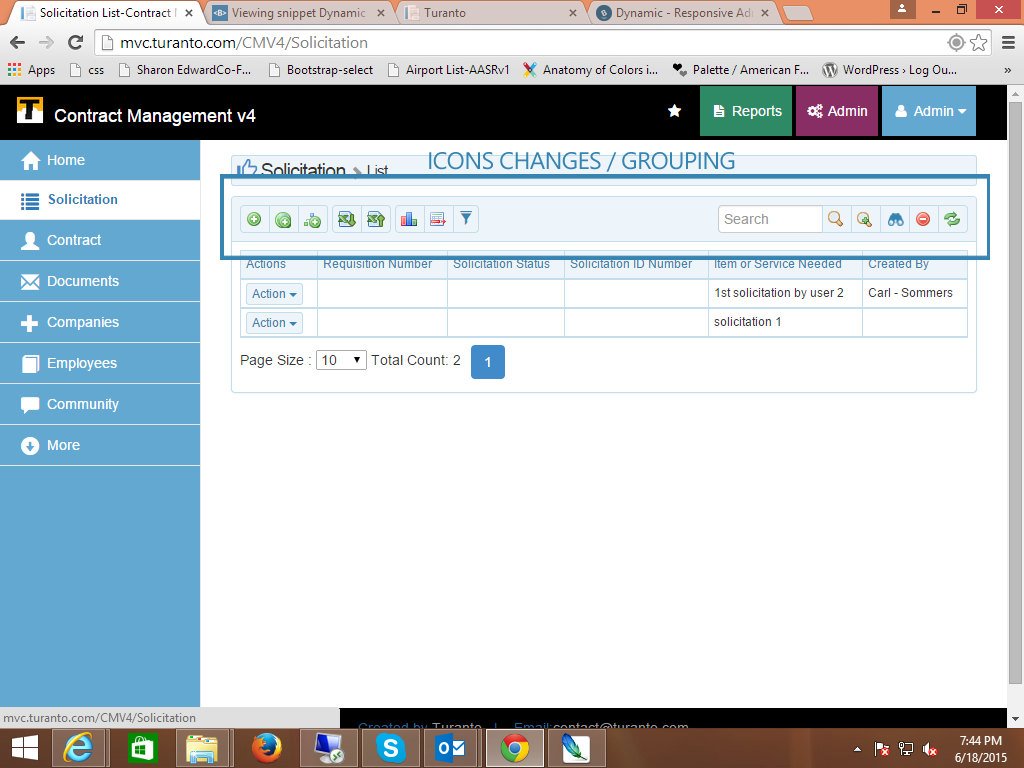 Solicitation List-Contract M
Viewing snippet Dynamic
Turanto
Dynamic - Responsive Adm
mvc.turanto.com/CMV4/Solicitation
Apps
css
Sharon EdwardCo-F...
Bootstrap-select
Airport List-AASRv1
Anatomy of Colors i...
Palette / American F...
WordPress › Log Ou...
»
T
Contract Management v4
Reports
Admin
Admin
Home
Solicitation
Contract
Documents
Companies
Employees
Community
More
Solicitation
List
ICONS CHANGES / GROUPING
Search
Actions Requisition Number Solicitation Status Solicitation ID Number Item or Service Needed Created By
Action 1st solicitation by user 2 Carl - Sommers
Action solicitation 1
Page Size : 10 Total Count: 2 1
mvc.turanto.com/CMV4/Solicitation
Created by Turanto | Email:contact@turanto.com
7:44 PM
6/18/2015